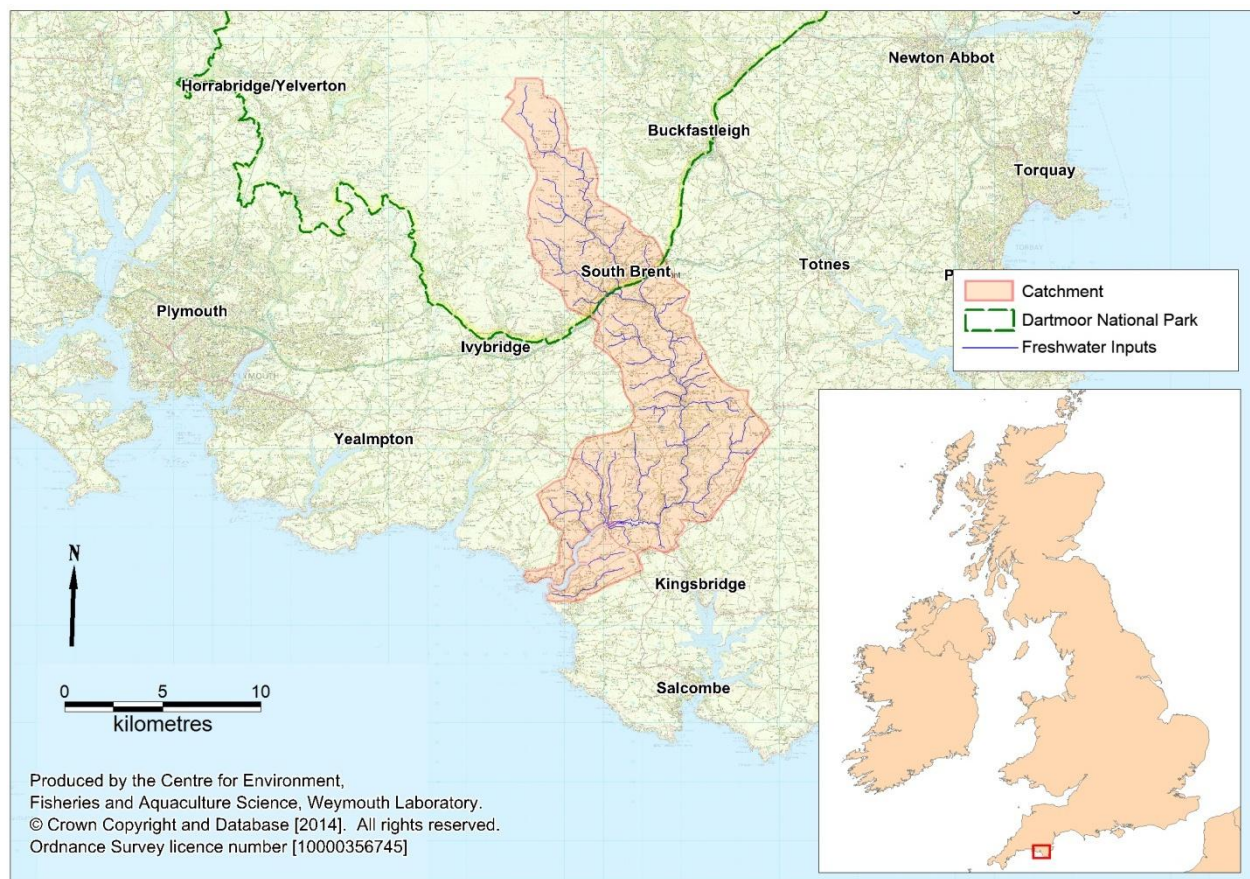 Newton Abbot
Horrabridge/Yelverton
Buckfastleigh
Torquay
South Brent
Totnes
P
Plymouth
Ivybridge
Yealmpton
Kingsbridge
Salcombe
Catchment
Dartmoor National Park
Freshwater Inputs
N
0 5 10
kilometres
Produced by the Centre for Environment,
Fisheries and Aquaculture Science, Weymouth Laboratory.
© Crown Copyright and Database [2014]. All rights reserved.
Ordnance Survey licence number [10000356745]